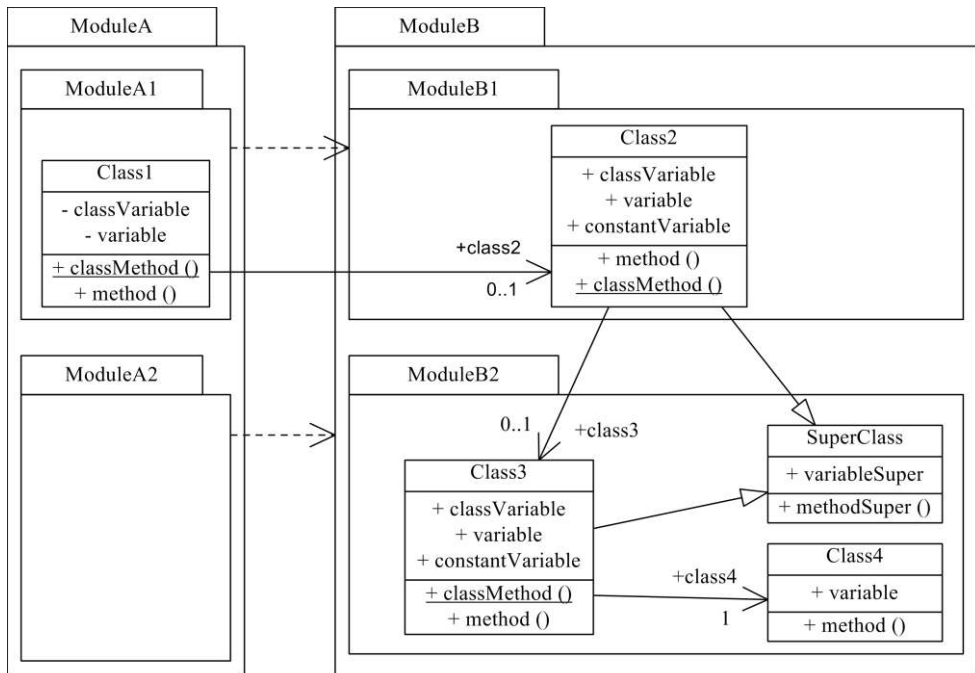 ModuleA
ModuleA1
Class1
- classVariable
- variable
+ classMethod ()
+ method ()
ModuleA2
ModuleB
ModuleB1
Class2
+ classVariable
+ variable
+ constantVariable
+ method ()
+ classMethod ()
+class2
0..1
ModuleB2
0..1
+class3
Class3
+ classVariable
+ variable
+ constantVariable
+ classMethod ()
+ method ()
SuperClass
+ variableSuper
+ methodSuper ()
+class4
1
Class4
+ variable
+ method ()